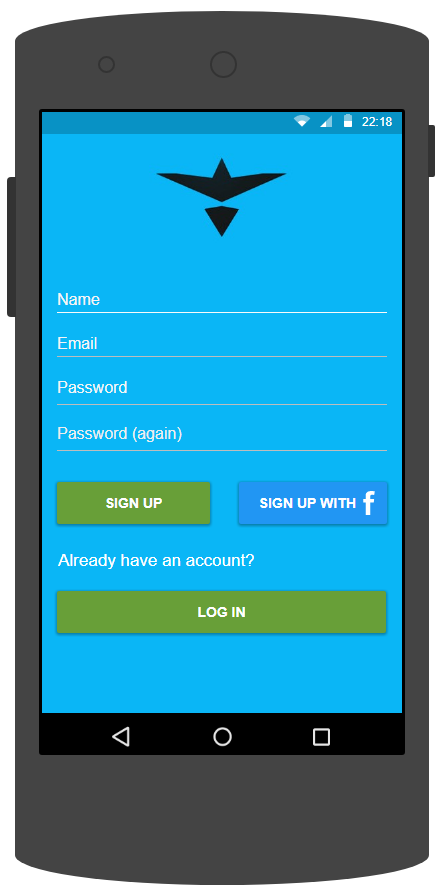 22:18
Name
Email
Password
Password (again)
SIGN UP
SIGN UP WITH f
Already have an account?
LOG IN